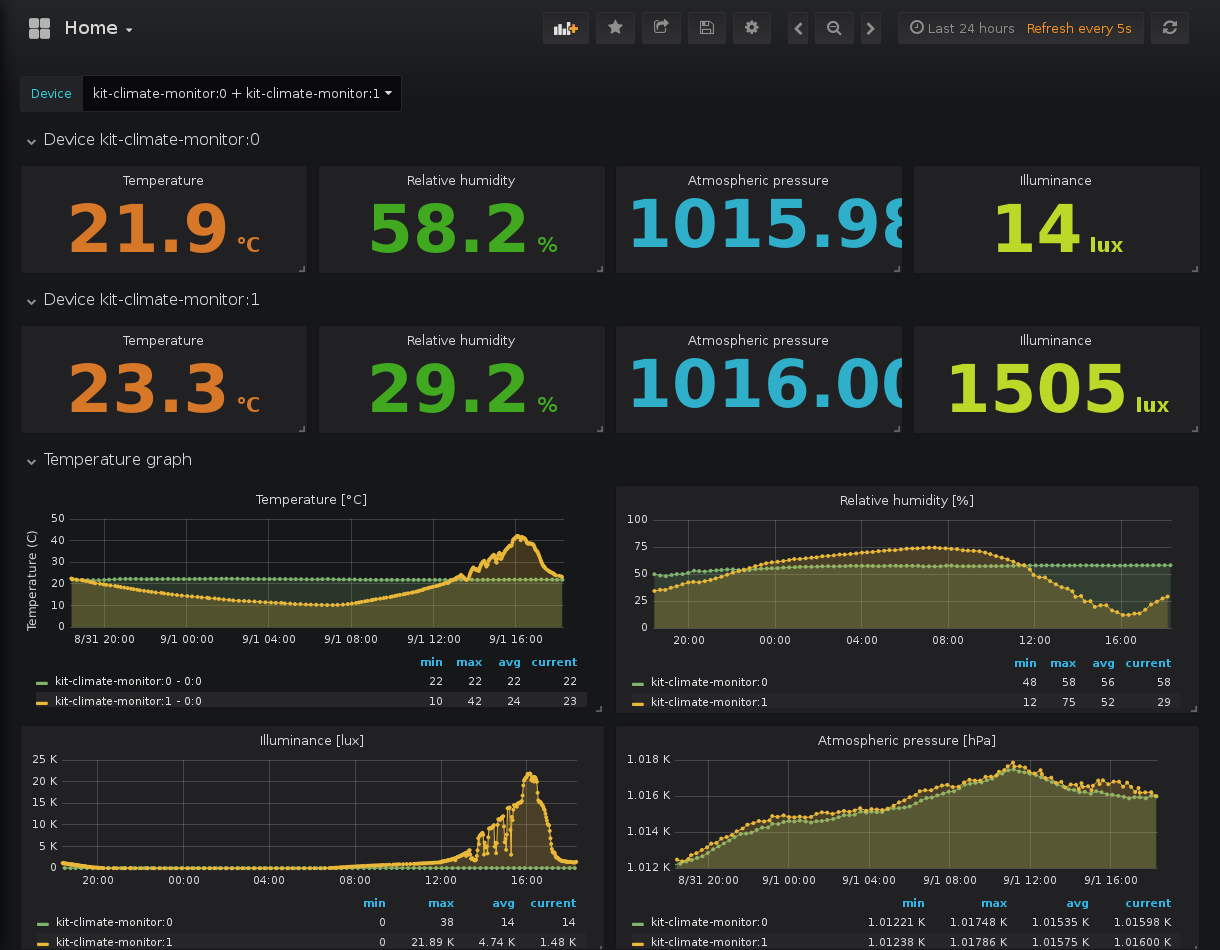 Home
Last 24 hours Refresh every 5s
Device kit-climate-monitor:0 + kit-climate-monitor:1
Device kit-climate-monitor:0
Temperature Relative humidity Atmospheric pressure Illuminance
21.9 °C 58.2 % 1015.98 14 lux
Device kit-climate-monitor:1
Temperature Relative humidity Atmospheric pressure Illuminance
23.3 °C 29.2 % 1016.00 1505 lux
Temperature graph
Temperature [°C]
Temperature (C)
50
40
30
20
10
0
8/31 20:00 9/1 00:00 9/1 04:00 9/1 08:00 9/1 12:00 9/1 16:00
min max avg current
kit-climate-monitor:0 - 0:0 22 22 22 22
kit-climate-monitor:1 - 0:0 10 42 24 23
Relative humidity [%]
100
75
50
25
0
20:00 00:00 04:00 08:00 12:00 16:00
min max avg current
kit-climate-monitor:0 48 58 56 58
kit-climate-monitor:1 12 75 52 29
Illuminance [lux]
25 K
20 K
15 K
10 K
5 K
0
20:00 00:00 04:00 08:00 12:00 16:00
min max avg current
kit-climate-monitor:0 0 38 14 14
kit-climate-monitor:1 0 21.89 K 4.74 K 1.48 K
Atmospheric pressure [hPa]
1.018 K
1.016 K
1.014 K
1.012 K
8/31 20:00 9/1 00:00 9/1 04:00 9/1 08:00 9/1 12:00 9/1 16:00
min max avg current
kit-climate-monitor:0 1.01221 K 1.01748 K 1.01535 K 1.01598 K
kit-climate-monitor:1 1.01238 K 1.01786 K 1.01575 K 1.01600 K